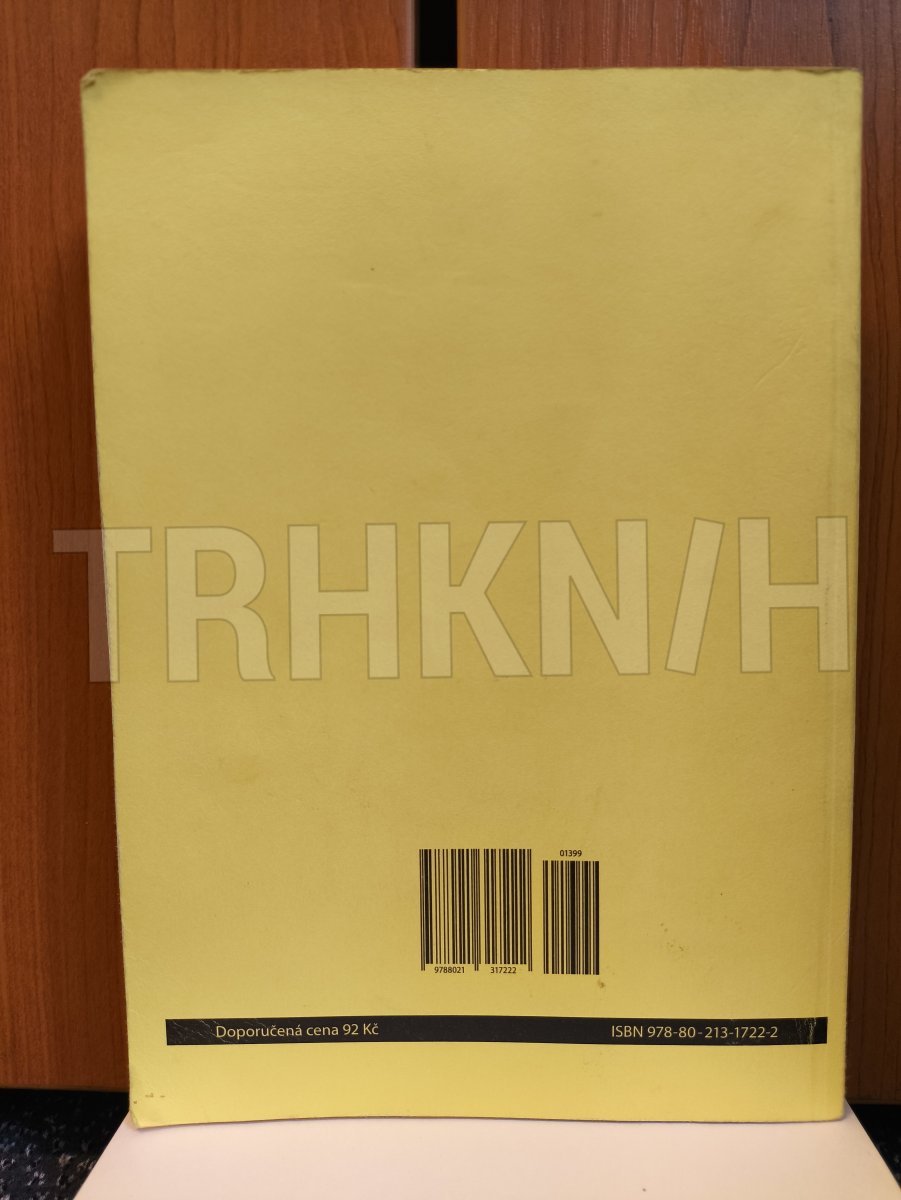 TRHKNIH
01399
9788021 317222
Doporučená cena 92 Kč
ISBN 978-80-213-1722-2